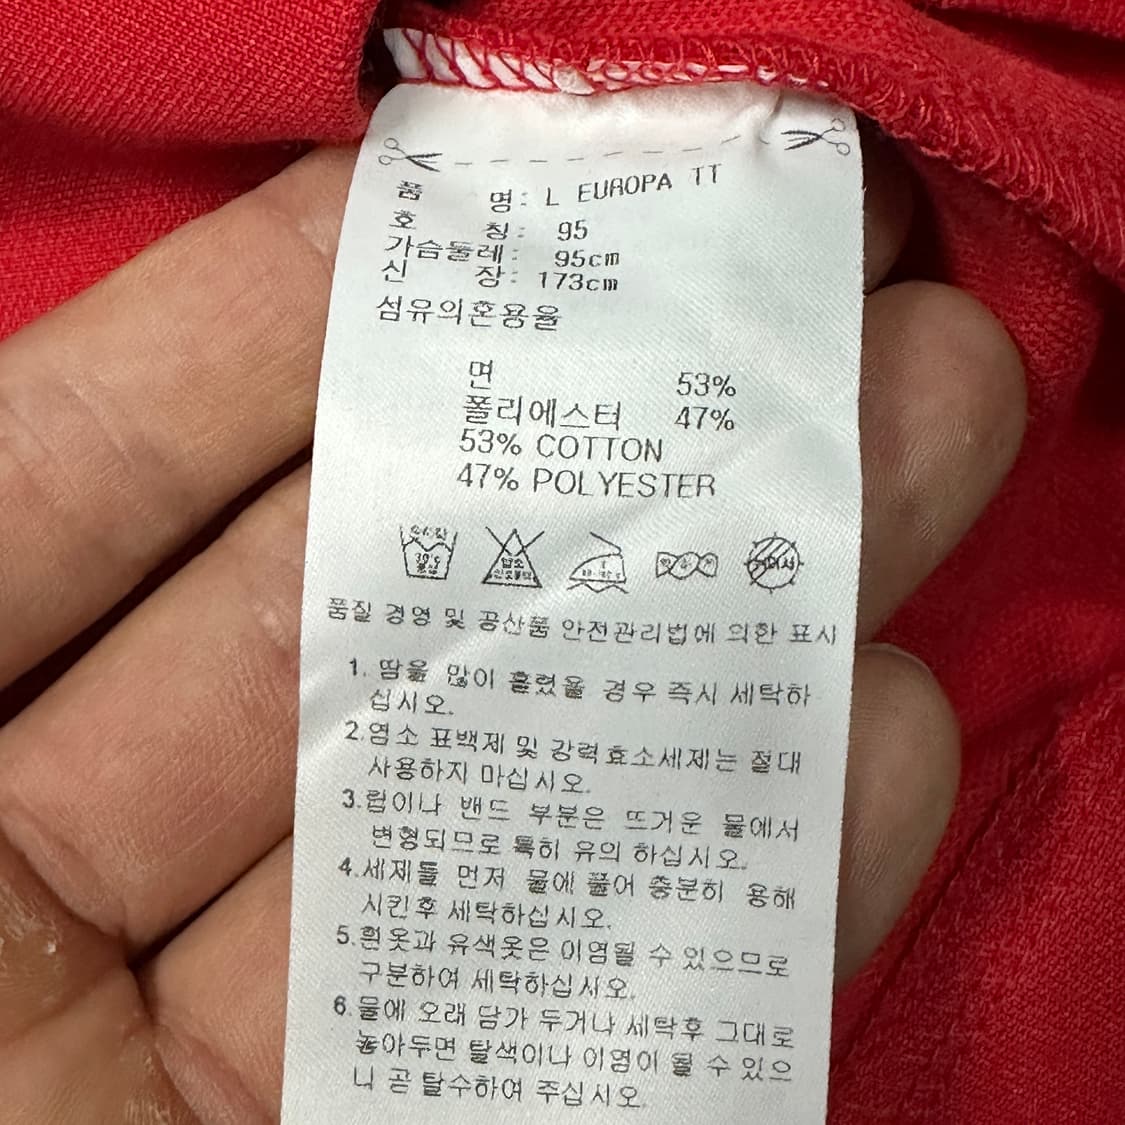 품 명: L EUROPA TT
호 칭: 95
가슴둘레: 95cm
신 장: 173cm
섬유의혼용율
면 53%
폴리에스터 47%
53% COTTON
47% POLYESTER
30℃
염소
품질 경영 및 공산품 안전관리법에 의한 표시
1. 땀을 많이 흘렸을 경우 즉시 세탁하
십시오.
2.염소 표백제 및 강력효소세제는 절대
사용하지 마십시오.
3.립이나 밴드 부분은 뜨거운 물에서
변형되므로 특히 유의 하십시오.
4.세제를 먼저 물에 풀어 충분히 용해
시킨후 세탁하십시오.
5.흰옷과 유색옷은 이염될 수 있으므로
구분하여 세탁하십시오.
6.물에 오래 담가 두거나 세탁후 그대로
놓아두면 탈색이나 이염이 될 수 있으
니 곧 탈수하여 주십시오.